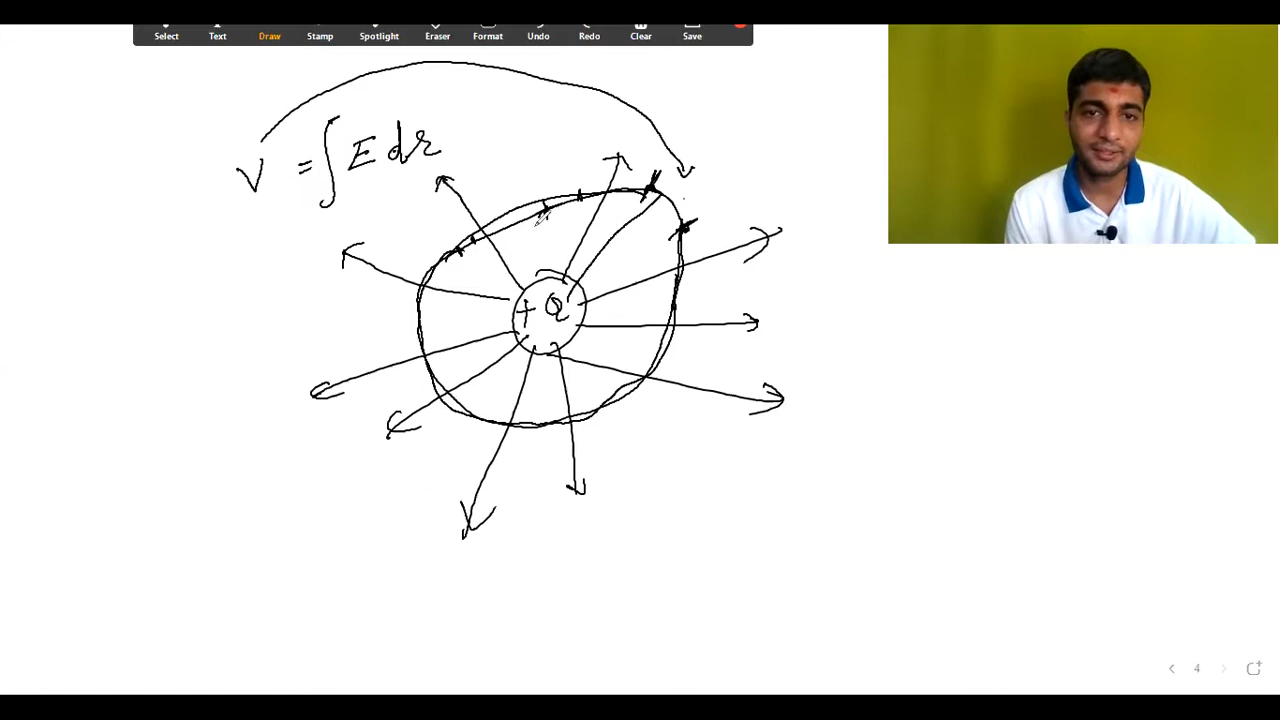 Select Text Draw Stamp Spotlight Eraser Format Undo Redo Clear Save
V = ∫ E dr
+ Q
4